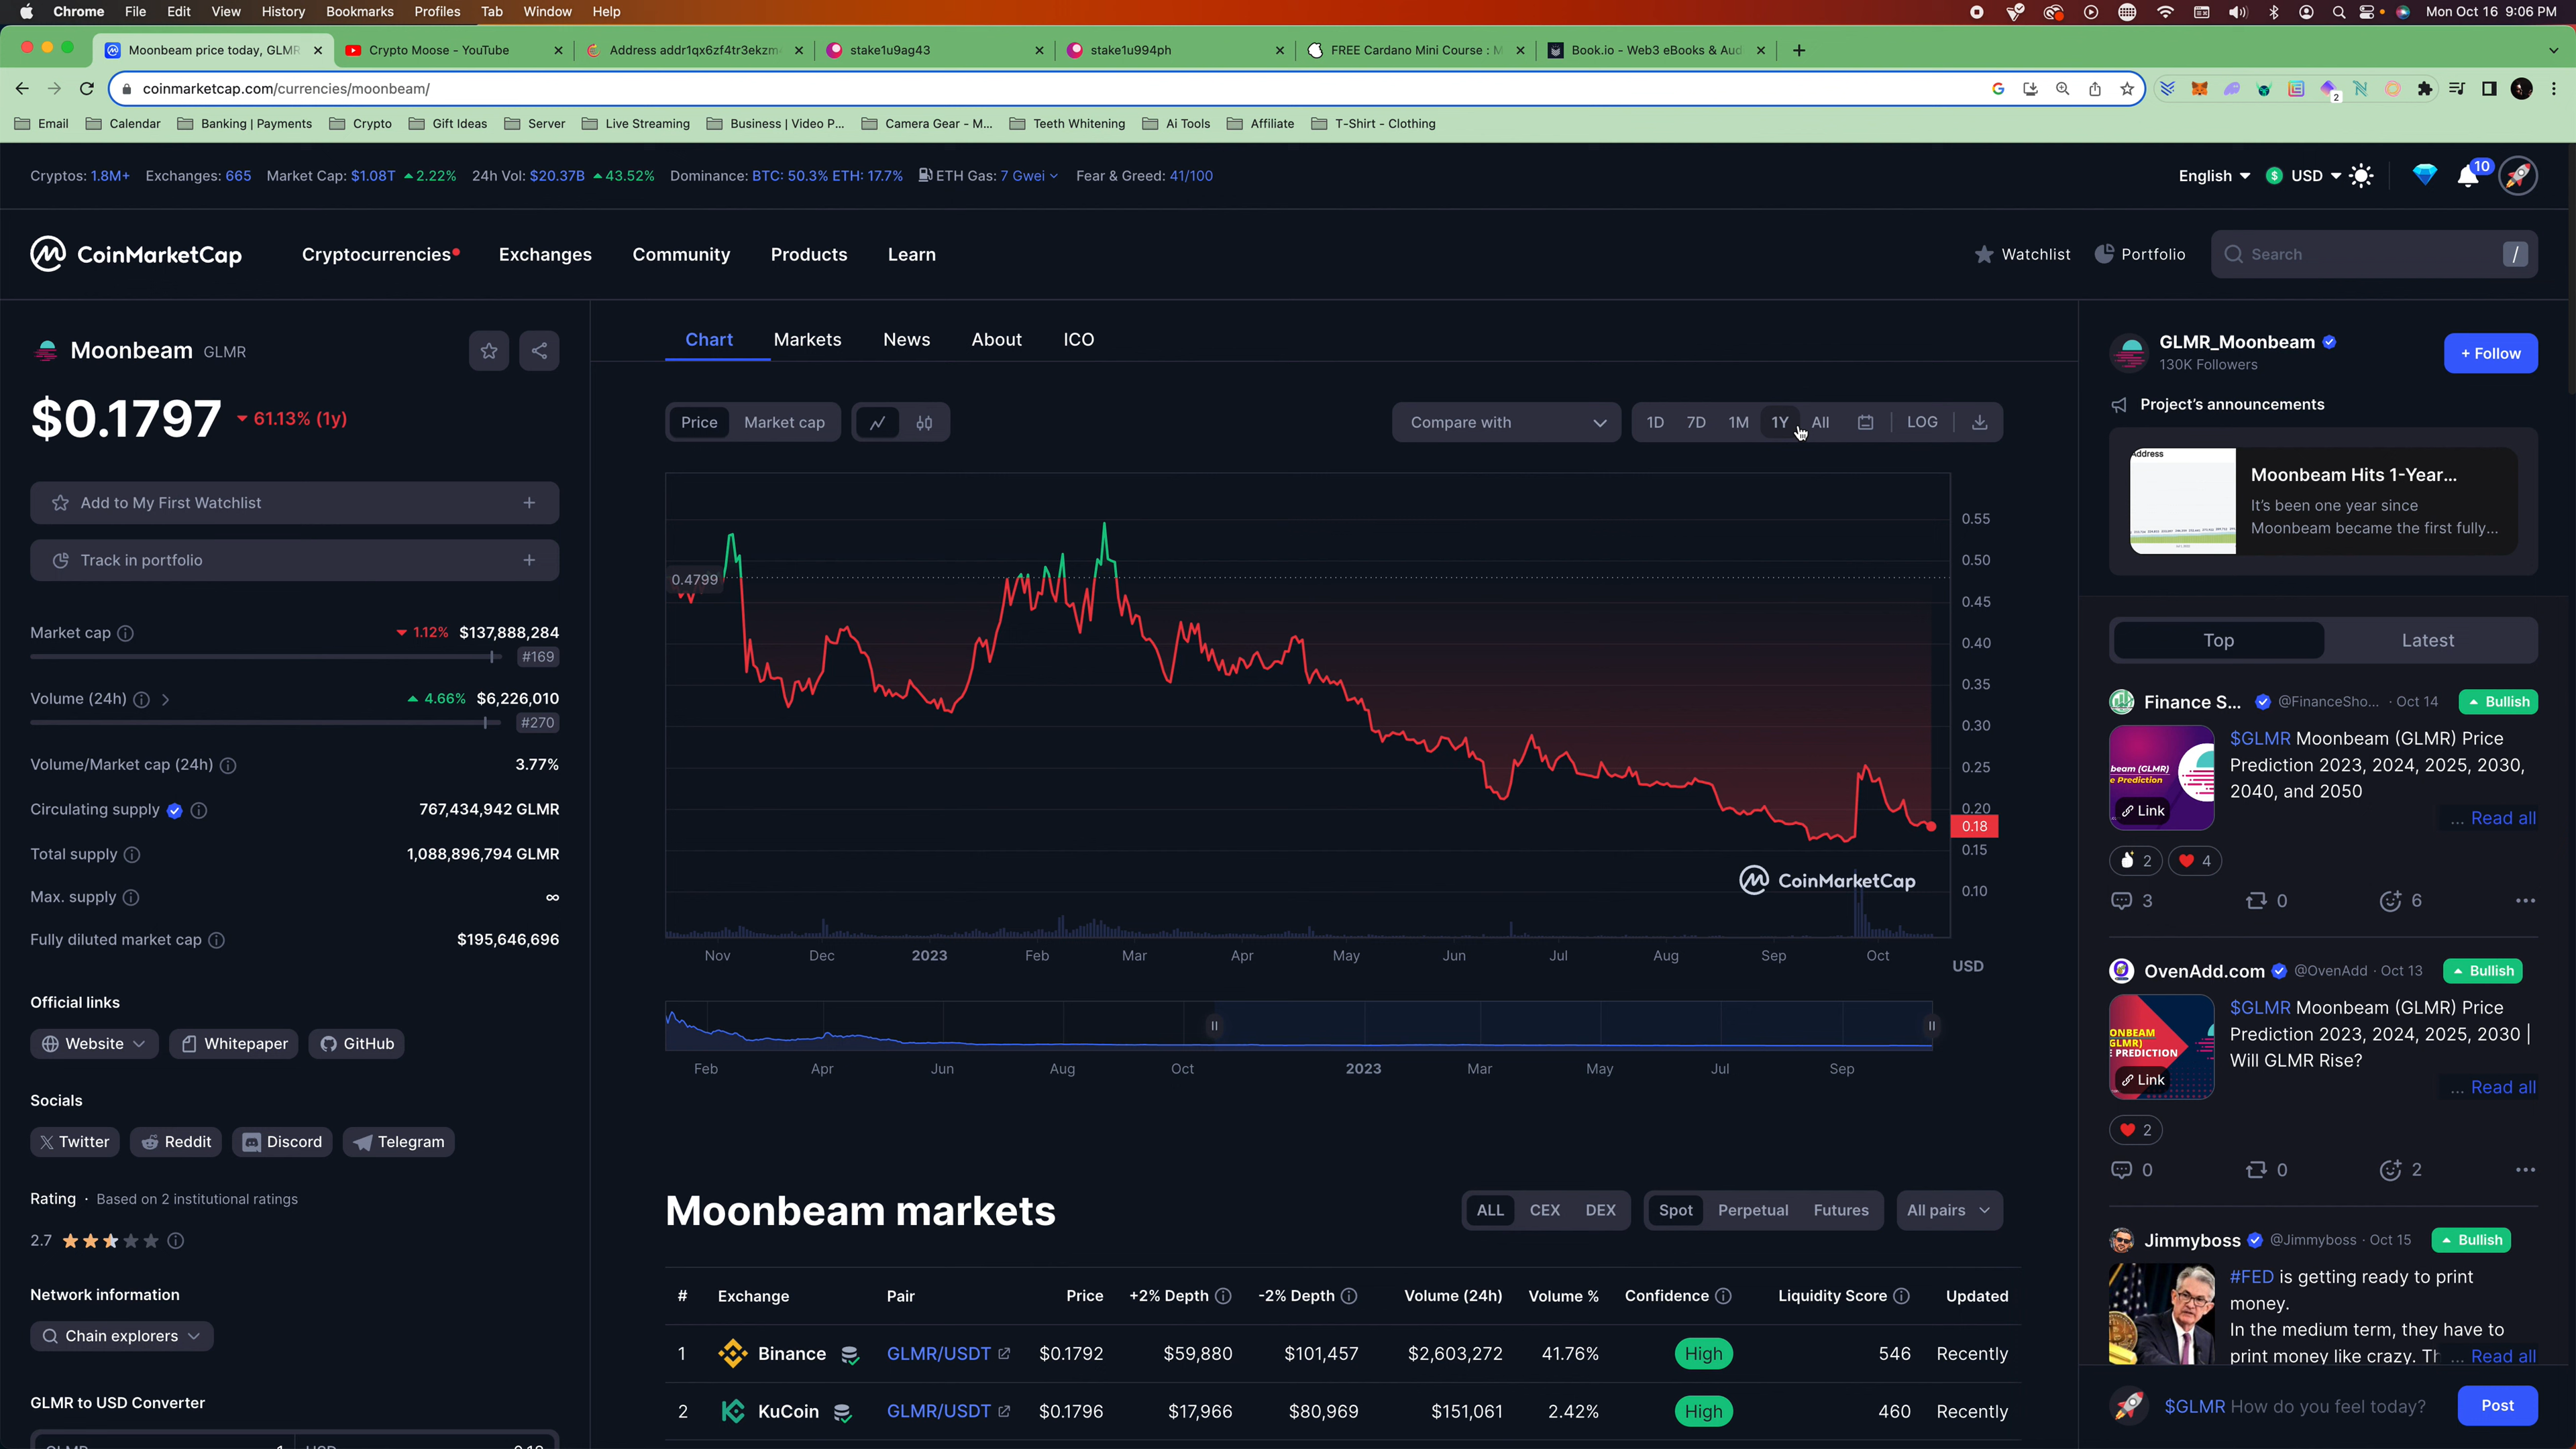 Chrome File Edit View History Bookmarks Profiles Tab Window Help Mon Oct 16 9:06 PM
Moonbeam price today, GLMR Crypto Moose - YouTube Address addr1qx6zf4tr3ekzm stake1u9ag43 stake1u994ph FREE Cardano Mini Course : M Book.io - Web3 eBooks & Aud
coinmarketcap.com/currencies/moonbeam/ 2
Email Calendar Banking | Payments Crypto Gift Ideas Server Live Streaming Business | Video P... Camera Gear - M... Teeth Whitening Ai Tools Affiliate T-Shirt - Clothing
Cryptos: 1.8M+ Exchanges: 665 Market Cap: $1.08T 2.22% 24h Vol: $20.37B 43.52% Dominance: BTC: 50.3% ETH: 17.7% ETH Gas: 7 Gwei Fear & Greed: 41/100 English USD 10
CoinMarketCap Cryptocurrencies Exchanges Community Products Learn Watchlist Portfolio Search /
Moonbeam GLMR
$0.1797 61.13% (1y)
Add to My First Watchlist +
Track in portfolio +
Market cap 1.12% $137,888,284
#169
Volume (24h) 4.66% $6,226,010
#270
Volume/Market cap (24h) 3.77%
Circulating supply 767,434,942 GLMR
Total supply 1,088,896,794 GLMR
Max. supply ∞
Fully diluted market cap $195,646,696
Official links
Website Whitepaper GitHub
Socials
Twitter Reddit Discord Telegram
Rating · Based on 2 institutional ratings
2.7
Network information
Chain explorers
GLMR to USD Converter
Chart Markets News About ICO
Price Market cap Compare with 1D 7D 1M 1Y All LOG
0.4799
0.55
0.50
0.45
0.40
0.35
0.30
0.25
0.20
0.18
0.15
0.10
CoinMarketCap
Nov Dec 2023 Feb Mar Apr May Jun Jul Aug Sep Oct
USD
Feb Apr Jun Aug Oct 2023 Mar May Jul Sep
Moonbeam markets ALL CEX DEX Spot Perpetual Futures All pairs
# Exchange Pair Price +2% Depth -2% Depth Volume (24h) Volume % Confidence Liquidity Score Updated
1 Binance GLMR/USDT $0.1792 $59,880 $101,457 $2,603,272 41.76% High 546 Recently
2 KuCoin GLMR/USDT $0.1796 $17,966 $80,969 $151,061 2.42% High 460 Recently
GLMR_Moonbeam + Follow
130K Followers
Project's announcements
Address
Moonbeam Hits 1-Year...
It's been one year since
Moonbeam became the first fully...
Top Latest
Finance S... @FinanceSho... · Oct 14 Bullish
beam (GLMR)
e Prediction
Link
$GLMR Moonbeam (GLMR) Price
Prediction 2023, 2024, 2025, 2030,
2040, and 2050
... Read all
2 4
3 0 6
OvenAdd.com @OvenAdd · Oct 13 Bullish
ONBEAM
GLMR)
E PREDICTION
Link
$GLMR Moonbeam (GLMR) Price
Prediction 2023, 2024, 2025, 2030 |
Will GLMR Rise?
... Read all
2
0 0 2
Jimmyboss @Jimmyboss · Oct 15 Bullish
#FED is getting ready to print
money.
In the medium term, they have to
print money like crazy. Th ... Read all
$GLMR How do you feel today? Post